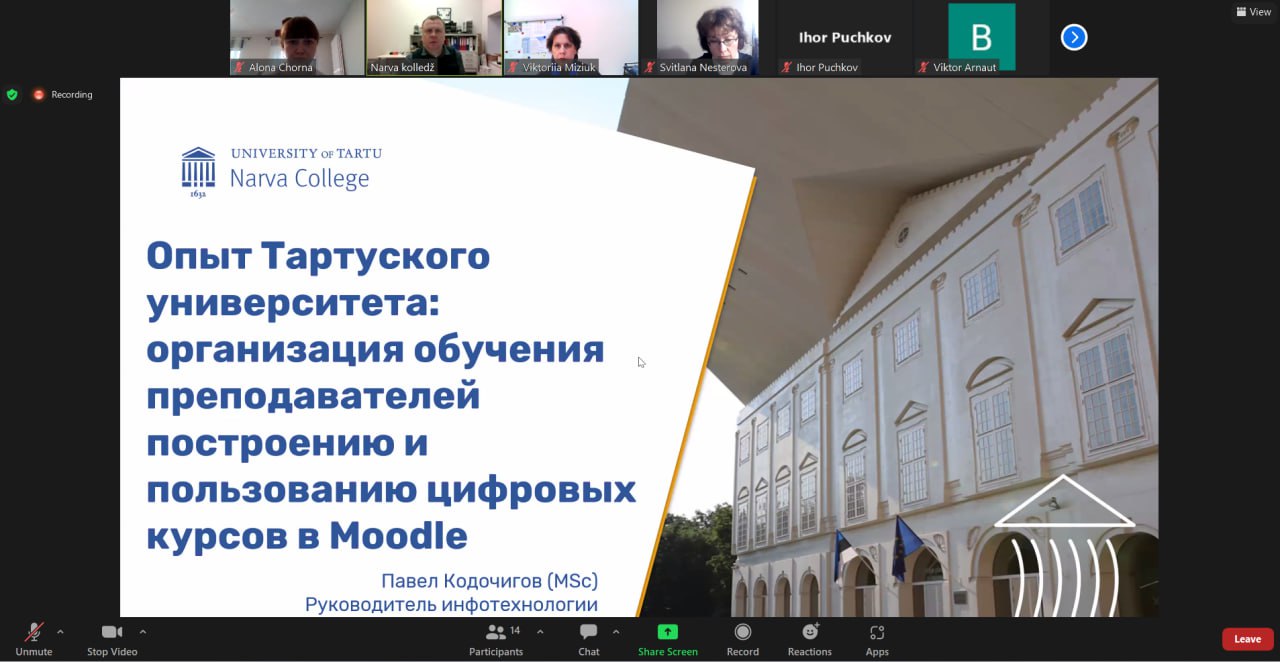 View
Alona Chorna
Narva kolledž
Viktoriia Miziuk
Svitlana Nesterova
Ihor Puchkov
Ihor Puchkov
В
Viktor Arnaut
Recording
UNIVERSITY OF TARTU
Narva College
1632
Опыт Тартуского
университета:
организация обучения
преподавателей
построению и
пользованию цифровых
курсов в Moodle
Павел Кодочигов (MSc)
Руководитель инфотехнологии
Unmute
Stop Video
14
Participants
Chat
Share Screen
Record
Reactions
Apps
Leave